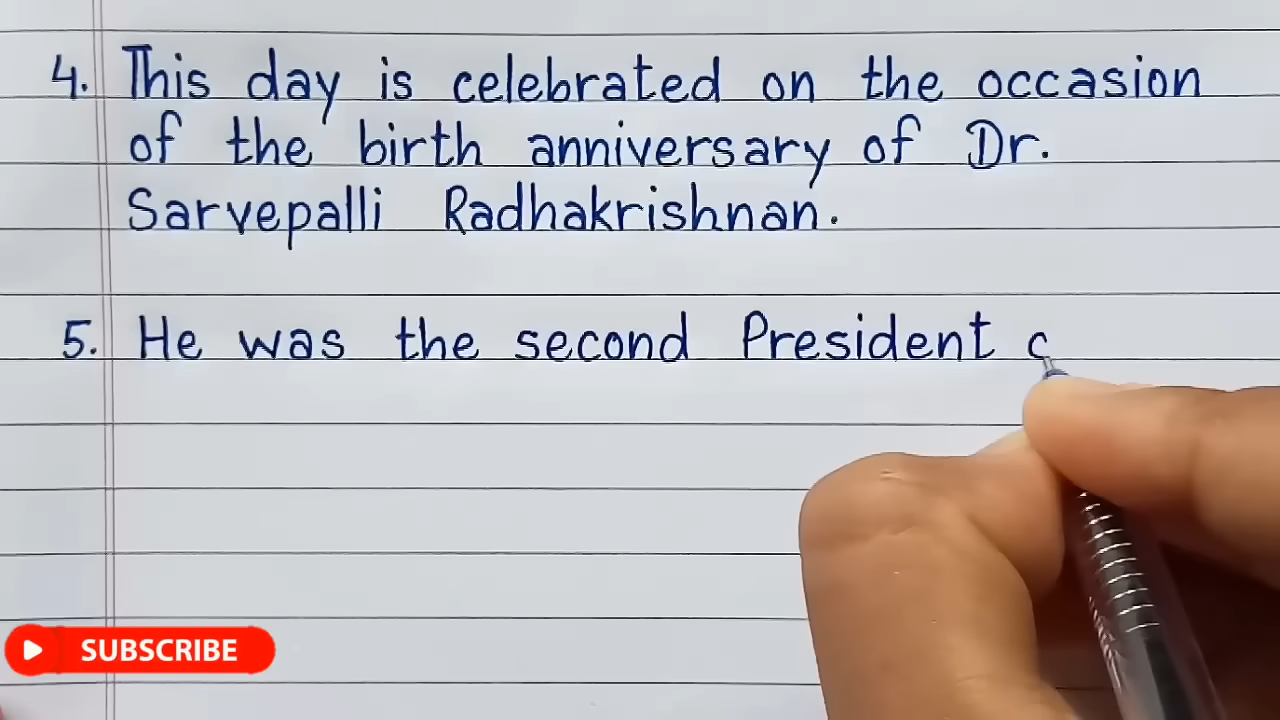 4. This day is celebrated on the occasion
of the birth anniversary of Dr.
Sarvepalli Radhakrishnan.
5. He was the second President
SUBSCRIBE